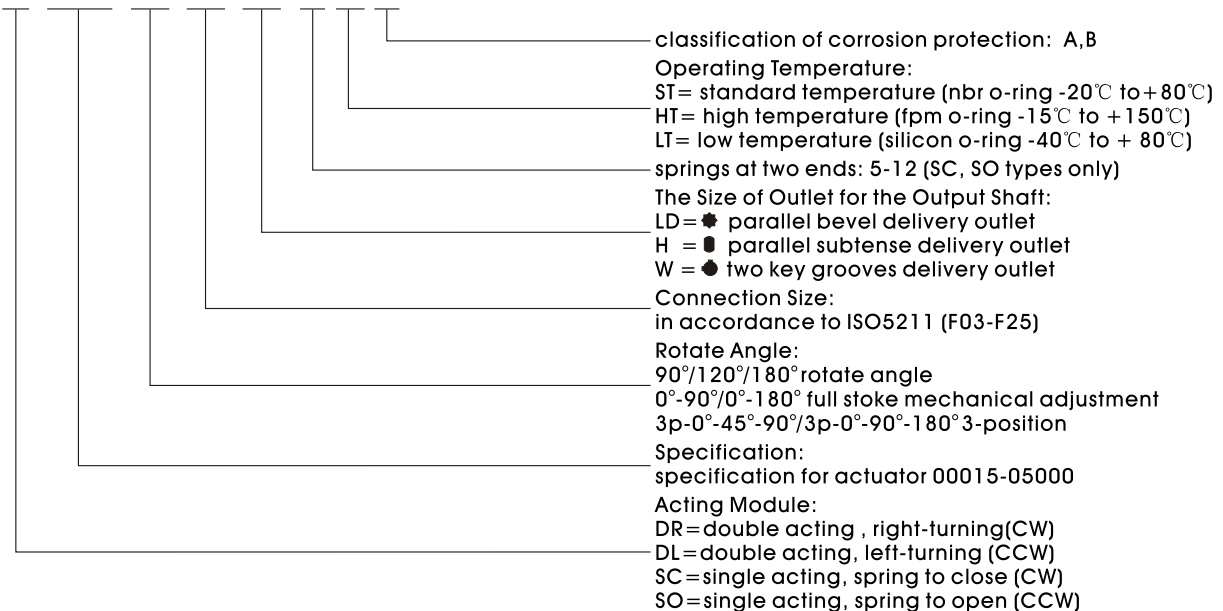 classification of corrosion protection: A,B
Operating Temperature:
ST= standard temperature (nbr o-ring -20℃ to+80℃)
HT= high temperature (fpm o-ring -15℃ to +150℃)
LT= low temperature (silicon o-ring -40℃ to + 80℃)
springs at two ends: 5-12 (SC, SO types only)
The Size of Outlet for the Output Shaft:
LD= parallel bevel delivery outlet
H = parallel subtense delivery outlet
W = two key grooves delivery outlet
Connection Size:
in accordance to ISO5211 (F03-F25)
Rotate Angle:
90°/120°/180°rotate angle
0°-90°/0°-180° full stoke mechanical adjustment
3p-0°-45°-90°/3p-0°-90°-180°3-position
Specification:
specification for actuator 00015-05000
Acting Module:
DR=double acting , right-turning(CW)
DL=double acting, left-turning (CCW)
SC=single acting, spring to close (CW)
SO=single acting, spring to open (CCW)